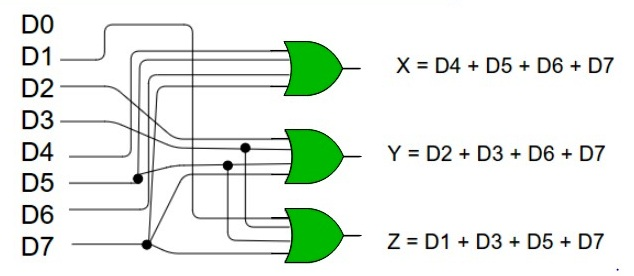 D0
D1
D2
D3
D4
D5
D6
D7
X = D4 + D5 + D6 + D7
Y = D2 + D3 + D6 + D7
Z = D1 + D3 + D5 + D7